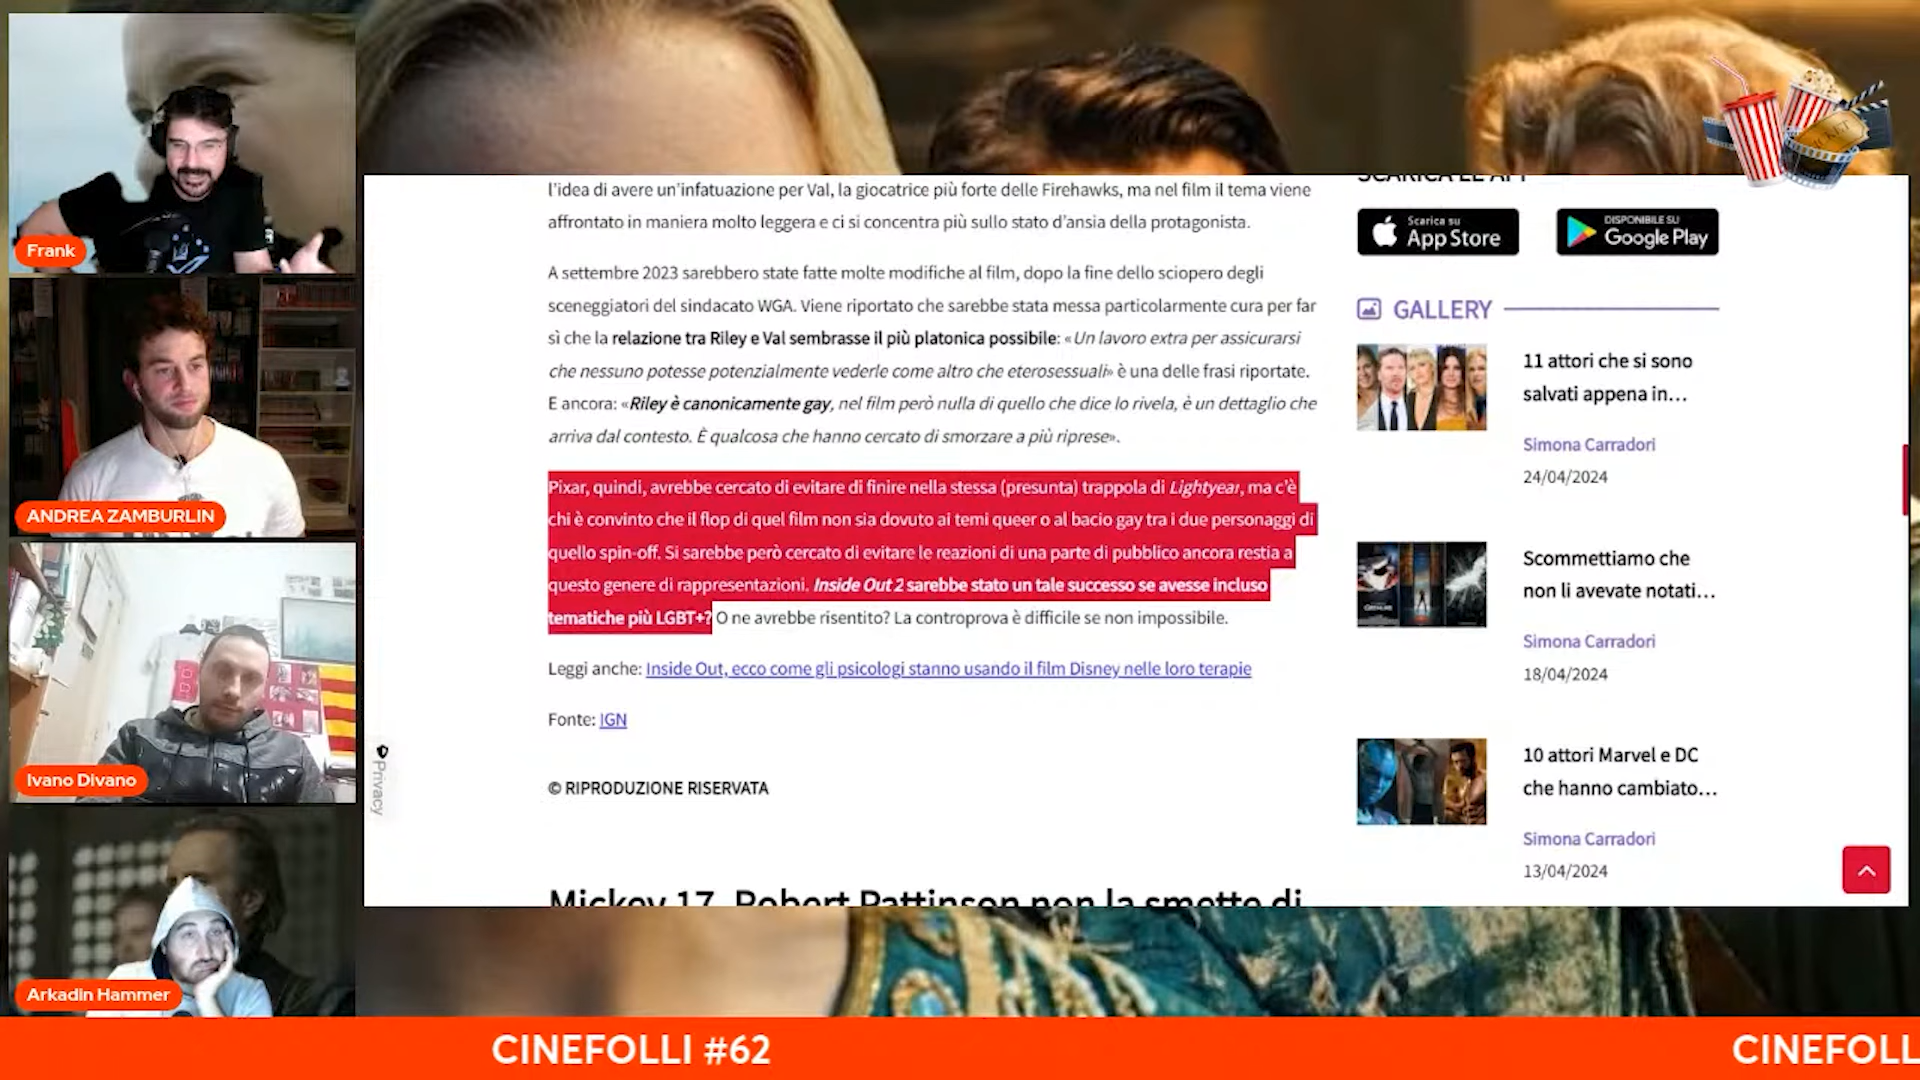 Frank
ANDREA ZAMBURLIN
Ivano Divano
Arkadin Hammer
l'idea di avere un'infatuazione per Val, la giocatrice più forte delle Firehawks, ma nel film il tema viene
affrontato in maniera molto leggera e ci si concentra più sullo stato d'ansia della protagonista.
A settembre 2023 sarebbero state fatte molte modifiche al film, dopo la fine dello sciopero degli
sceneggiatori del sindacato WGA. Viene riportato che sarebbe stata messa particolarmente cura per far
sì che la relazione tra Riley e Val sembrasse il più platonica possibile: «Un lavoro extra per assicurarsi
che nessuno potesse potenzialmente vederle come altro che eterosessuali» è una delle frasi riportate.
E ancora: «Riley è canonicamente gay, nel film però nulla di quello che dice lo rivela, è un dettaglio che
arriva dal contesto. È qualcosa che hanno cercato di smorzare a più riprese».
Pixar, quindi, avrebbe cercato di evitare di finire nella stessa (presunta) trappola di Lightyear, ma c'è
chi è convinto che il flop di quel film non sia dovuto ai temi queer o al bacio gay tra i due personaggi di
quello spin-off. Si sarebbe però cercato di evitare le reazioni di una parte di pubblico ancora restia a
questo genere di rappresentazioni. Inside Out 2 sarebbe stato un tale successo se avesse incluso
tematiche più LGBT+? O ne avrebbe risentito? La controprova è difficile se non impossibile.
Leggi anche: Inside Out, ecco come gli psicologi stanno usando il film Disney nelle loro terapie
Fonte: IGN
© RIPRODUZIONE RISERVATA
Mickey 17, Robert Pattinson non la smette di
Privacy
SCARICA LE APP
Scarica su
App Store
DISPONIBILE SU
Google Play
GALLERY
11 attori che si sono
salvati appena in...
Simona Carradori
24/04/2024
Scommettiamo che
non li avevate notati...
Simona Carradori
18/04/2024
10 attori Marvel e DC
che hanno cambiato...
Simona Carradori
13/04/2024
CINEFOLLI #62
CINEFOLL